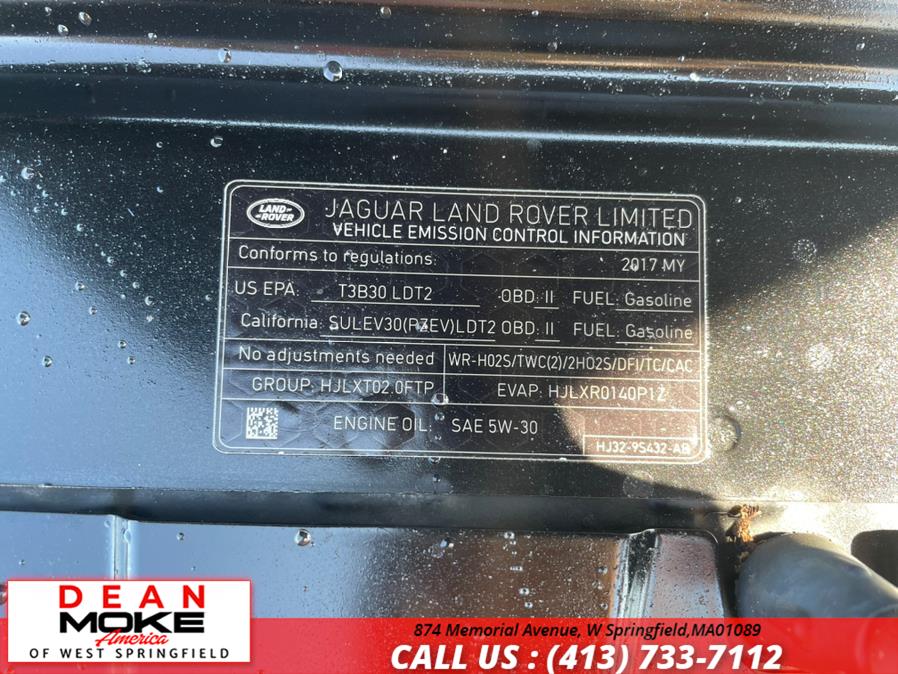 LAND-
-ROVER
JAGUAR LAND ROVER LIMITED
VEHICLE EMISSION CONTROL INFORMATION
Conforms to regulations: 2017 MY
US EPA: T3B30 LDT2 OBD: II FUEL: Gasoline
California: SULEV30(PZEV)LDT2 OBD: II FUEL: Gasoline
No adjustments needed WR-HO2S/TWC(2)/2HO2S/DFI/TC/CAC
GROUP: HJLXT02.0FTP EVAP: HJLXR0140P1Z
ENGINE OIL: SAE 5W-30
HJ32-9S432-AB
DEAN
MOKE
America
OF WEST SPRINGFIELD
874 Memorial Avenue, W Springfield,MA01089
CALL US : (413) 733-7112